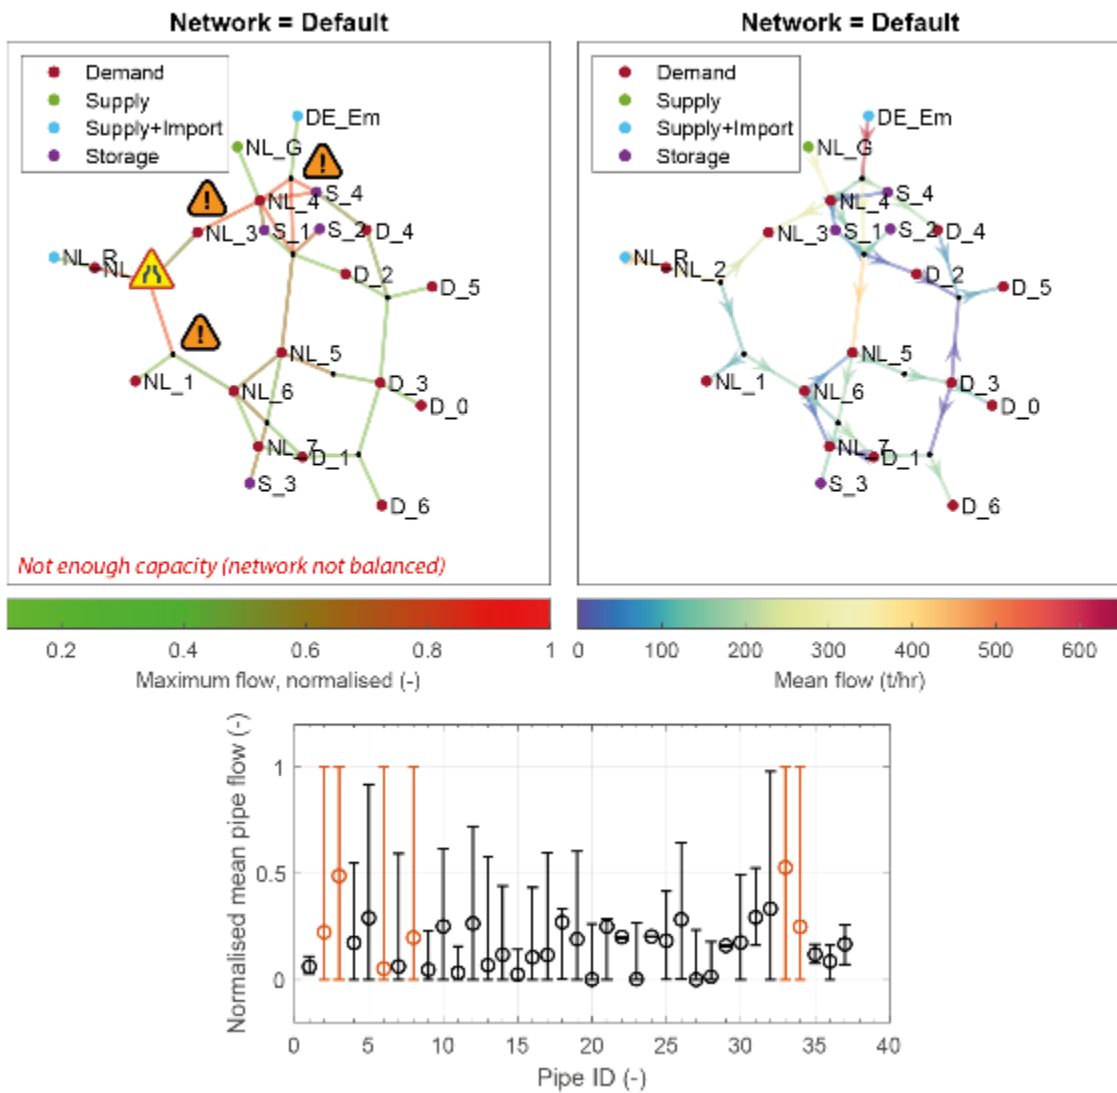 Network = Default
Demand
Supply
Supply+Import
Storage
DE_Em
NL_G
S_4
NL_4
NL_3
S_1
S_2
D_4
NL_R
NL
D_2
D_5
NL_5
NL_1
NL_6
D_3
D_0
NL_7
D_1
S_3
D_6
Not enough capacity (network not balanced)
0.2 0.4 0.6 0.8 1
Maximum flow, normalised (-)
Network = Default
Demand
Supply
Supply+Import
Storage
DE_Em
NL_G
S_4
NL_4
NL_3
S_1
S_2
D_4
NL_R
NL_2
D_2
D_5
NL_5
NL_1
NL_6
D_3
D_0
NL_7
D_1
S_3
D_6
0 100 200 300 400 500 600
Mean flow (t/hr)
Normalised mean pipe flow (-)
1
0.5
0
0 5 10 15 20 25 30 35 40
Pipe ID (-)